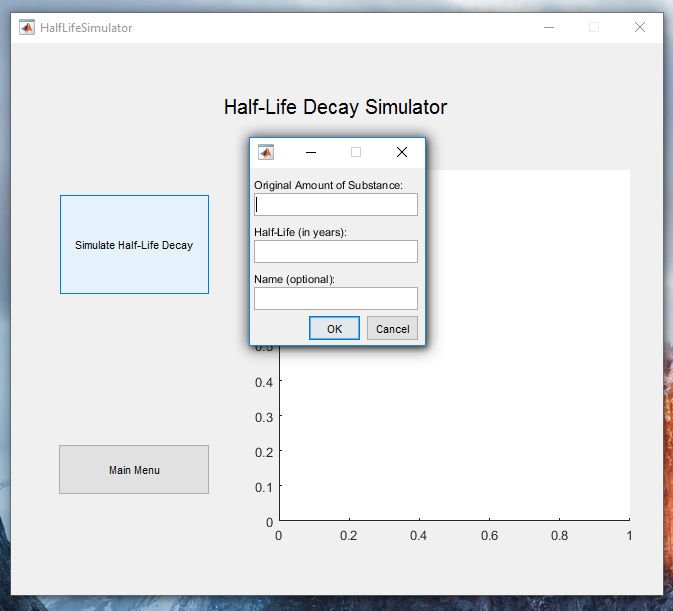 HalfLifeSimulator
Half-Life Decay Simulator
Original Amount of Substance:
Simulate Half-Life Decay
Half-Life (in years):
Name (optional):
OK Cancel
0.5
0.4
0.3
0.2
0.1
0
Main Menu
0 0.2 0.4 0.6 0.8 1